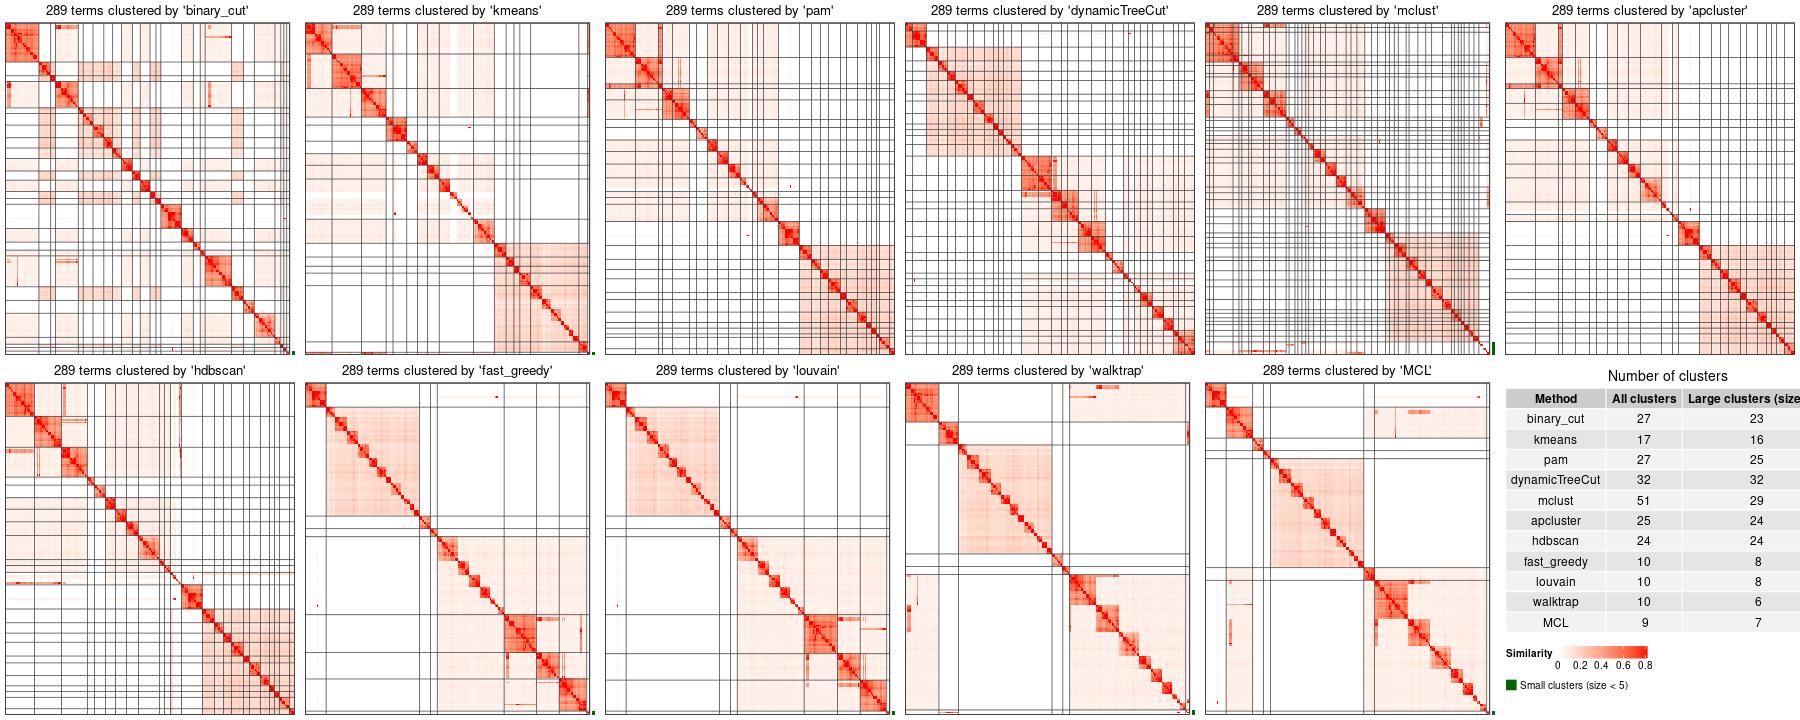 289 terms clustered by 'binary_cut'
289 terms clustered by 'kmeans'
289 terms clustered by 'pam'
289 terms clustered by 'dynamicTreeCut'
289 terms clustered by 'mclust'
289 terms clustered by 'apcluster'
289 terms clustered by 'hdbscan'
289 terms clustered by 'fast_greedy'
289 terms clustered by 'louvain'
289 terms clustered by 'walktrap'
289 terms clustered by 'MCL'
Number of clusters
Method All clusters Large clusters (size
binary_cut 27 23
kmeans 17 16
pam 27 25
dynamicTreeCut 32 32
mclust 51 29
apcluster 25 24
hdbscan 24 24
fast_greedy 10 8
louvain 10 8
walktrap 10 6
MCL 9 7
Similarity
0 0.2 0.4 0.6 0.8
Small clusters (size < 5)